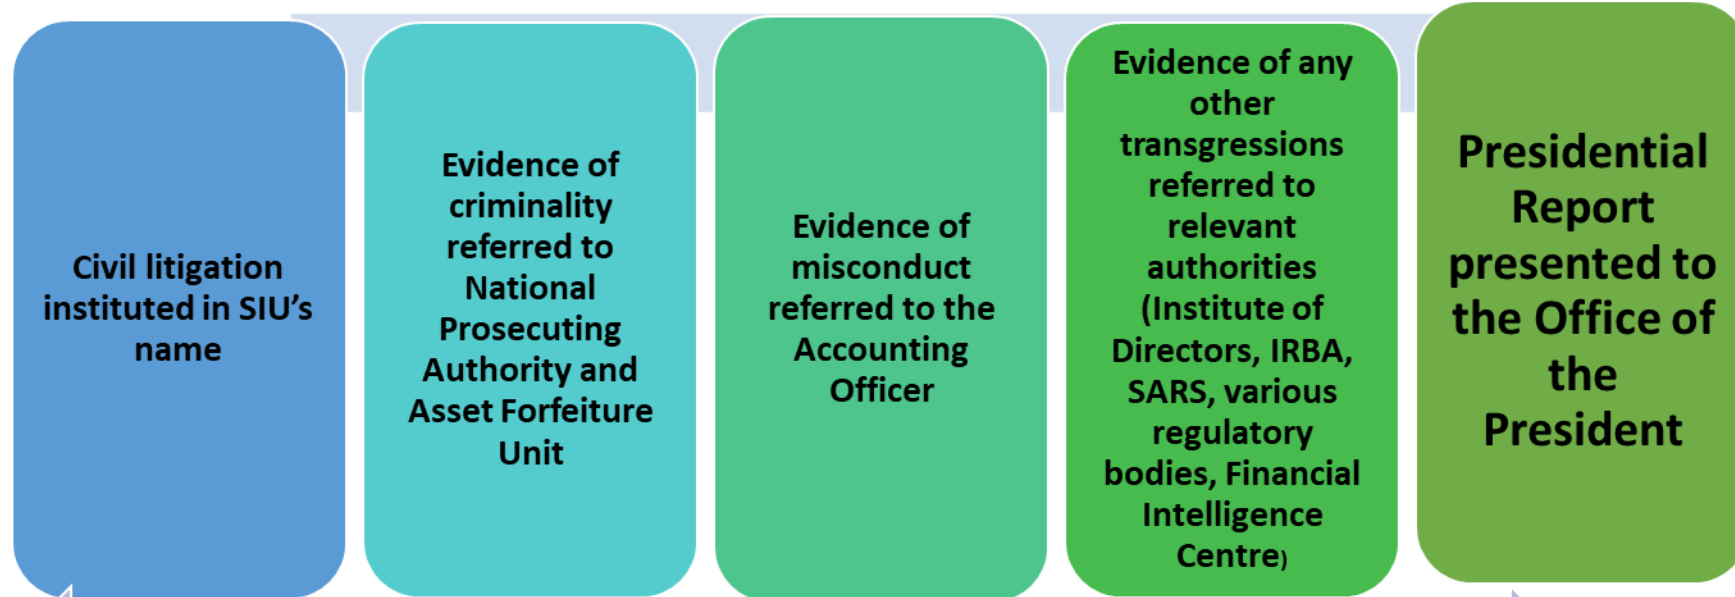 Civil litigation
instituted in SIU’s
name
Evidence of
criminality
referred to
National
Prosecuting
Authority and
Asset Forfeiture
Unit
Evidence of
misconduct
referred to the
Accounting
Officer
Evidence of any
other
transgressions
referred to
relevant
authorities
(Institute of
Directors, IRBA,
SARS, various
regulatory
bodies, Financial
Intelligence
Centre)
Presidential
Report
presented to
the Office of
the
President